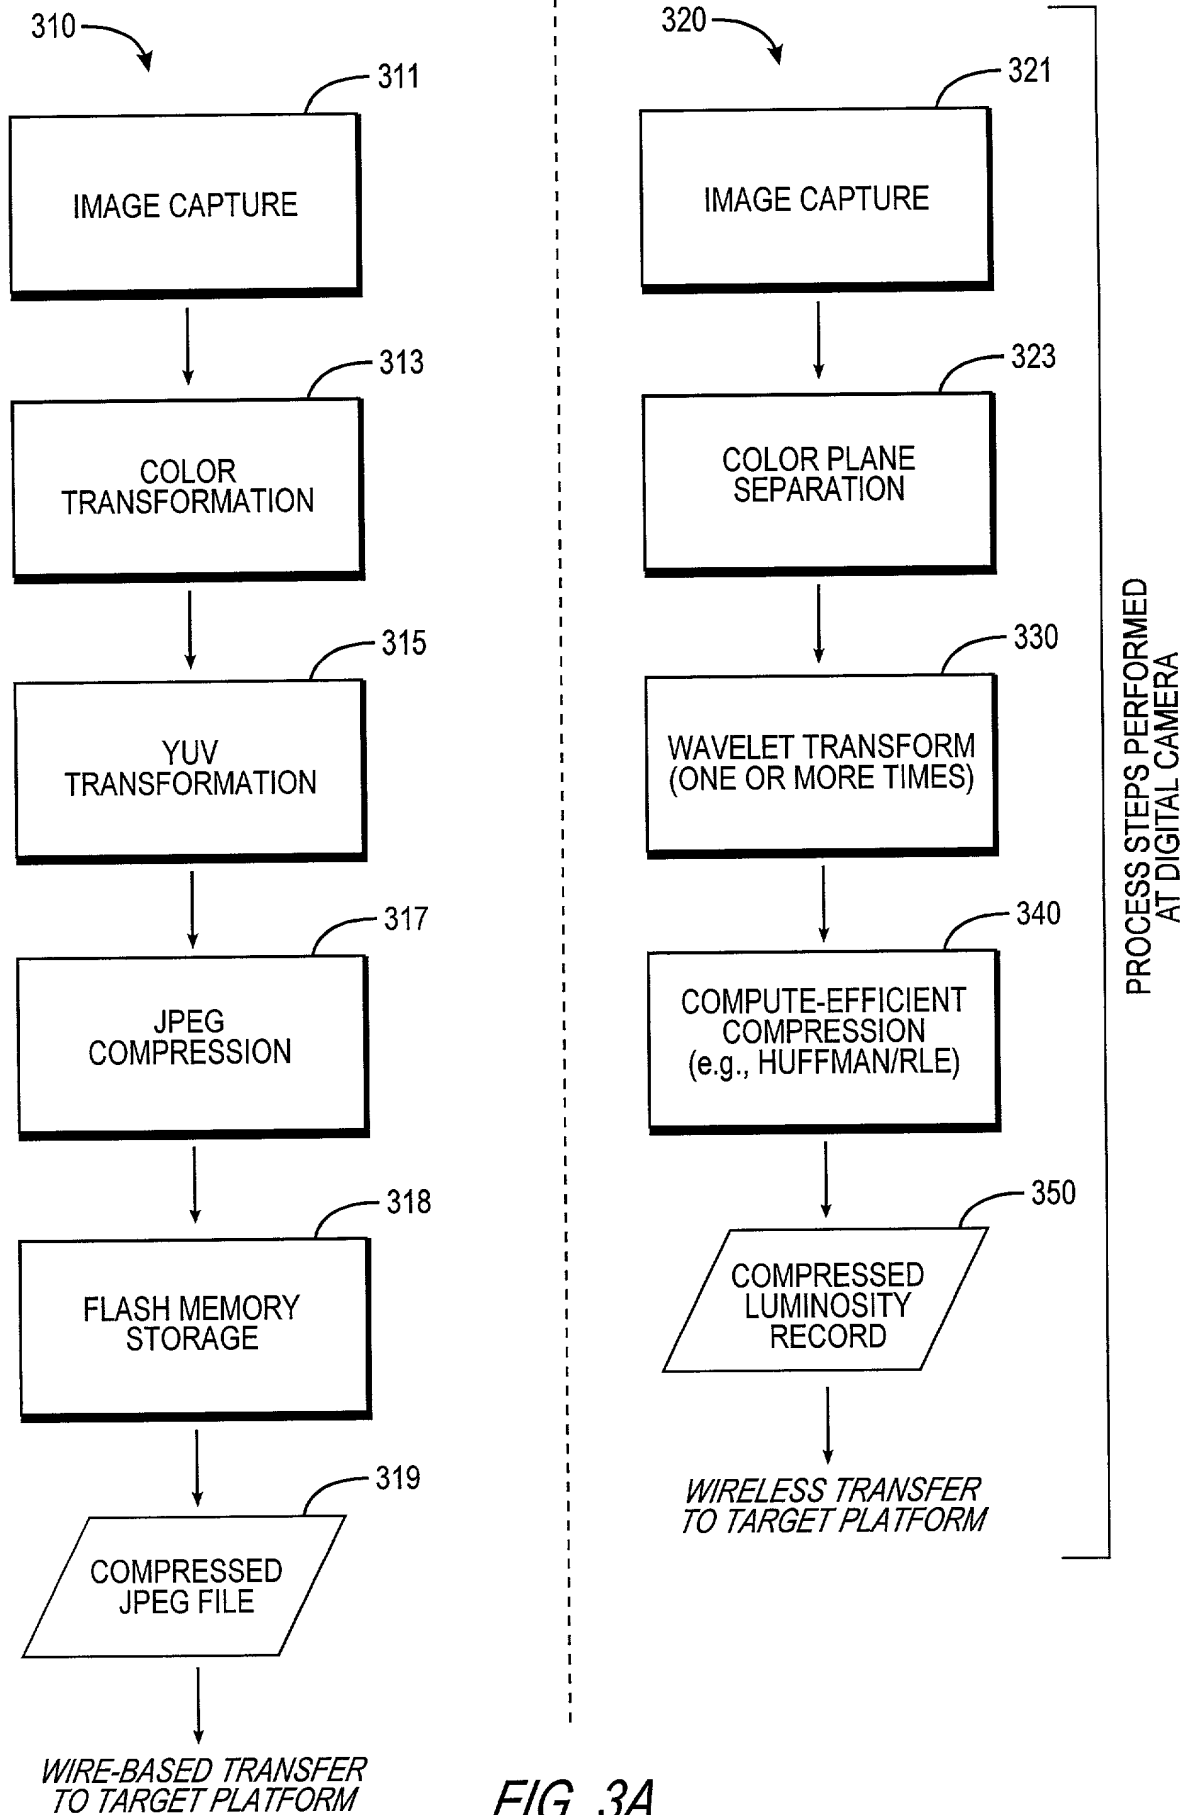 310
311
IMAGE CAPTURE
313
COLOR
TRANSFORMATION
315
YUV
TRANSFORMATION
317
JPEG
COMPRESSION
318
FLASH MEMORY
STORAGE
319
COMPRESSED
JPEG FILE
WIRE-BASED TRANSFER
TO TARGET PLATFORM
320
321
IMAGE CAPTURE
323
COLOR PLANE
SEPARATION
330
WAVELET TRANSFORM
(ONE OR MORE TIMES)
340
COMPUTE-EFFICIENT
COMPRESSION
(e.g., HUFFMAN/RLE)
350
COMPRESSED
LUMINOSITY
RECORD
WIRELESS TRANSFER
TO TARGET PLATFORM
PROCESS STEPS PERFORMED
AT DIGITAL CAMERA
FIG. 3A